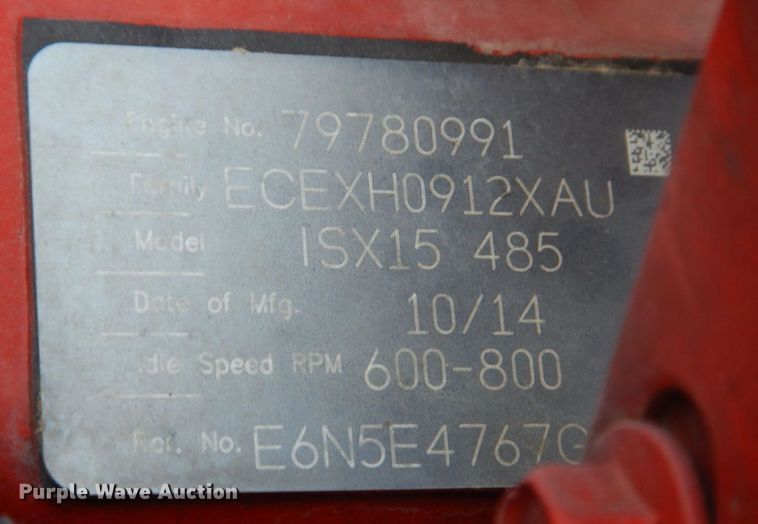 Engine No. 79780991
Family ECEXH0912XAU
Model ISX15 485
Date of Mfg. 10/14
Idle Speed RPM 600-800
Ref. No. E6N5E4767G
Purple Wave Auction